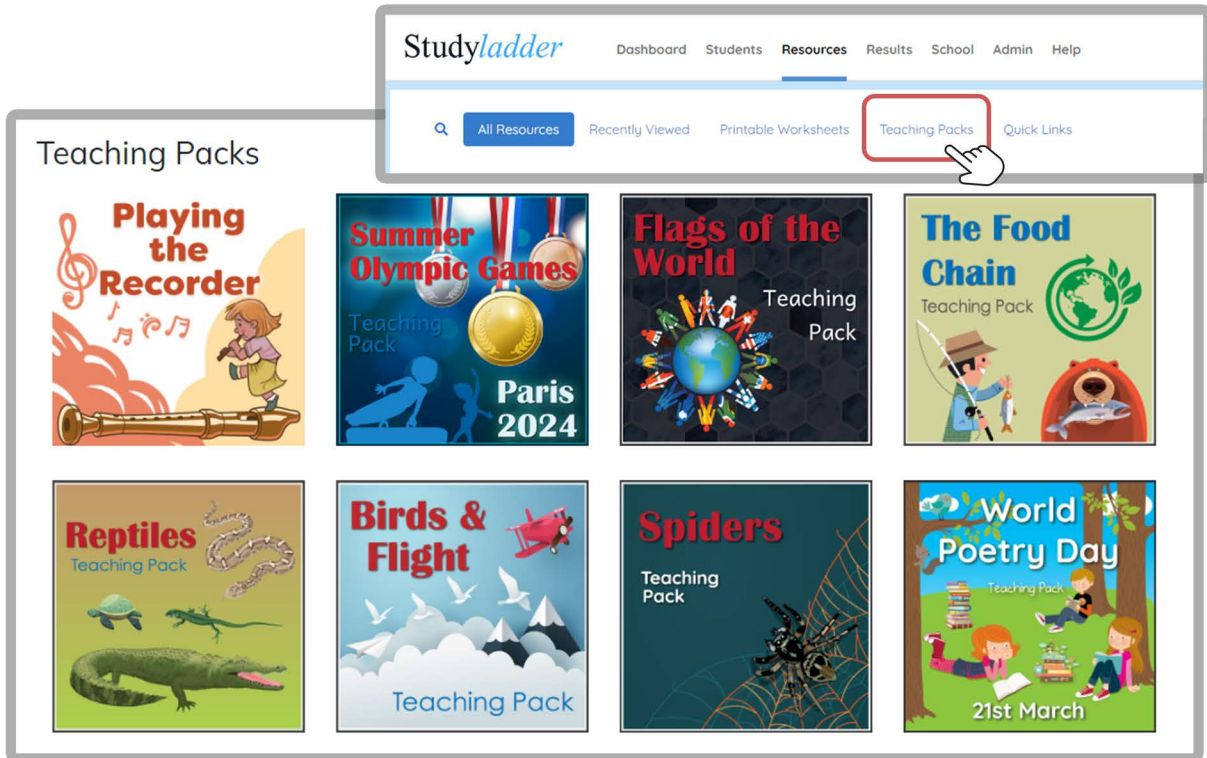 Studyladder
Dashboard Students Resources Results School Admin Help
All Resources Recently Viewed Printable Worksheets Teaching Packs Quick Links
Teaching Packs
Playing
the
Recorder
Summer
Olympic Games
Teaching
Pack
Paris
2024
Flags of the
World
Teaching
Pack
The Food
Chain
Teaching Pack
Reptiles
Teaching Pack
Birds &
Flight
Teaching Pack
Spiders
Teaching
Pack
World
Poetry Day
Teaching Pack
21st March